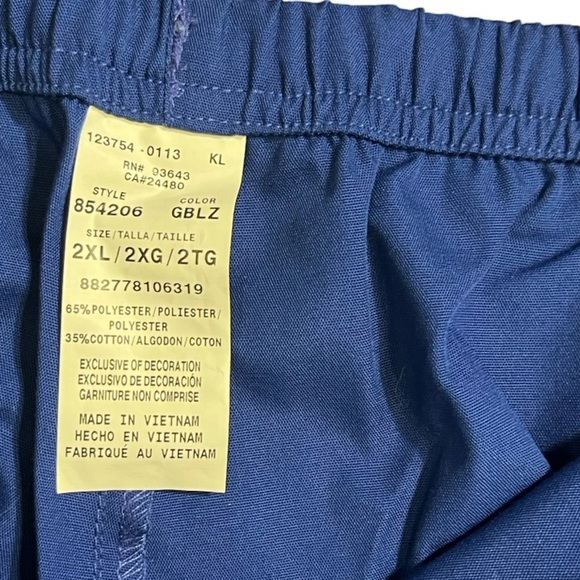 123754 -0113 KL
RN# 93643
CA#24480
STYLE COLOR
854206 GBLZ
SIZE/TALLA/TAILLE
2XL/2XG/2TG
882778106319
65%POLYESTER/POLIESTER/
POLYESTER
35%COTTON/ALGODON/COTON
EXCLUSIVE OF DECORATION
EXCLUSIVO DE DECORACIÓN
GARNITURE NON COMPRISE
MADE IN VIETNAM
HECHO EN VIETNAM
FABRIQUÉ AU VIETNAM